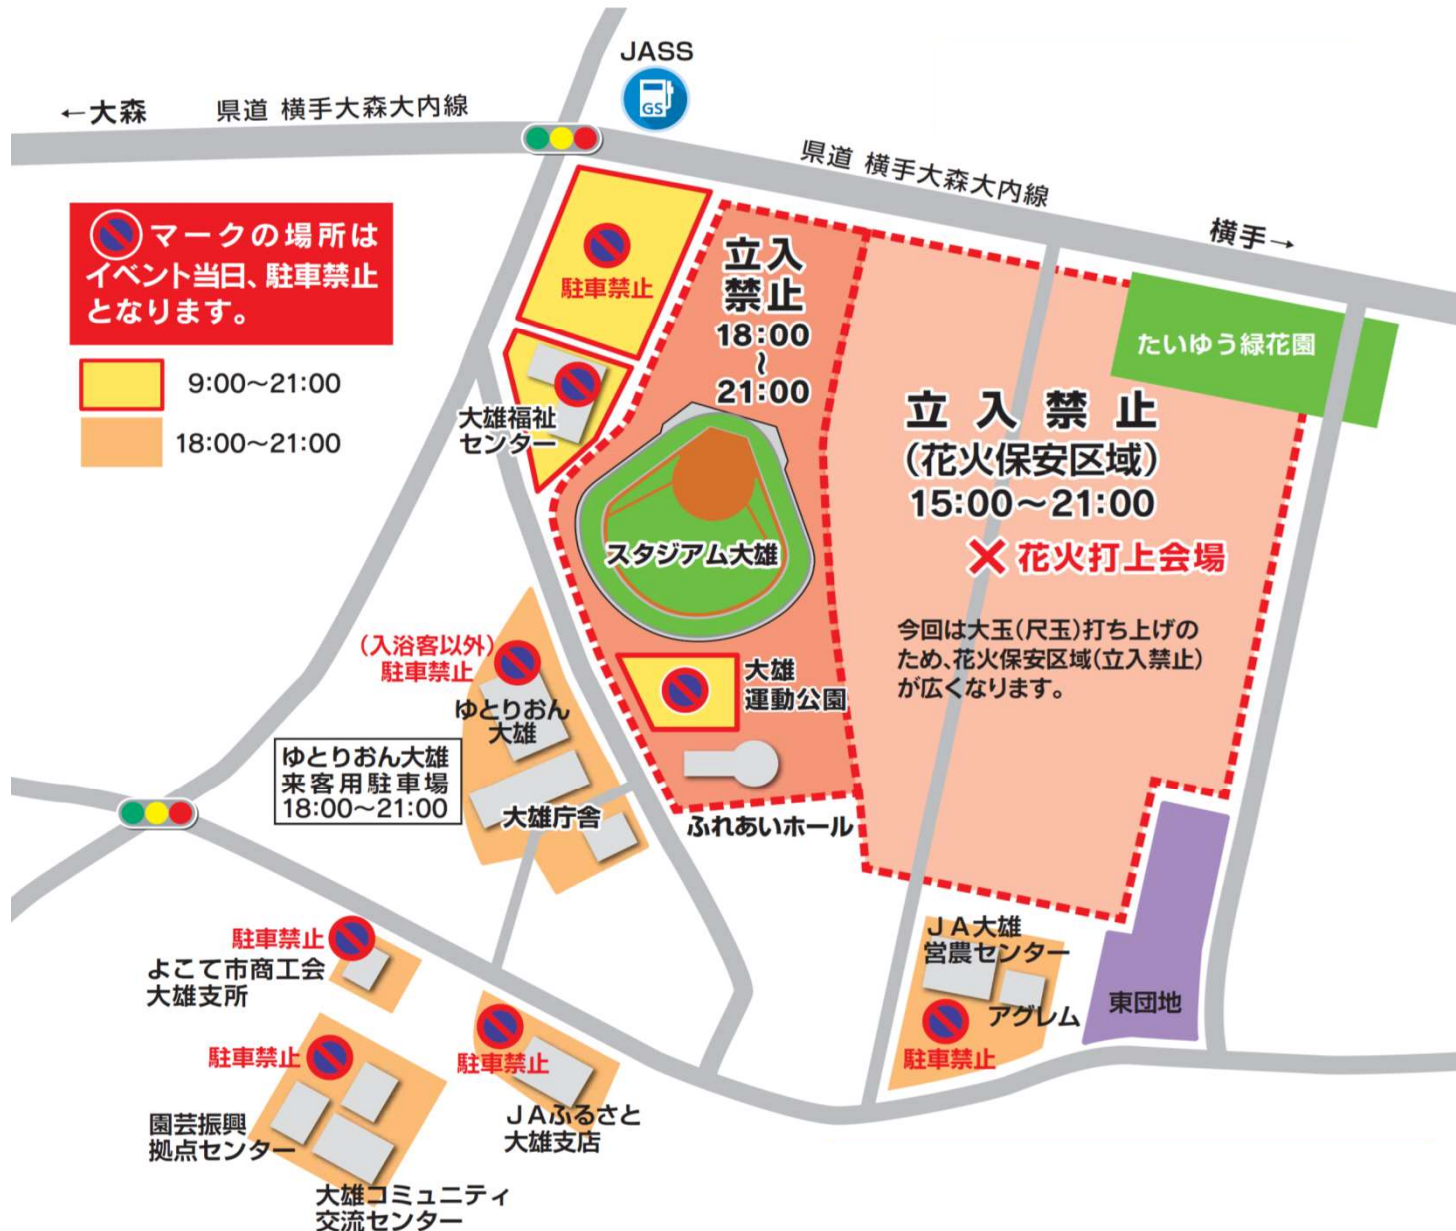 JASS
GS
←大森
県道 横手大森大内線
県道 横手大森大内線
横手→
マークの場所は
イベント当日、駐車禁止
となります。
9:00〜21:00
18:00〜21:00
駐車禁止
大雄福祉
センター
立入
禁止
18:00
〜
21:00
たいゆう緑花園
立入禁止
(花火保安区域)
15:00〜21:00
花火打上会場
今回は大玉(尺玉)打ち上げの
ため、花火保安区域(立入禁止)
が広くなります。
スタジアム大雄
大雄
運動公園
ふれあいホール
(入浴客以外)
駐車禁止
ゆとりおん
大雄
ゆとりおん大雄
来客用駐車場
18:00〜21:00
大雄庁舎
駐車禁止
よこて市商工会
大雄支所
駐車禁止
園芸振興
拠点センター
大雄コミュニティ
交流センター
駐車禁止
JAふるさと
大雄支店
JA大雄
営農センター
アグレム
駐車禁止
東団地